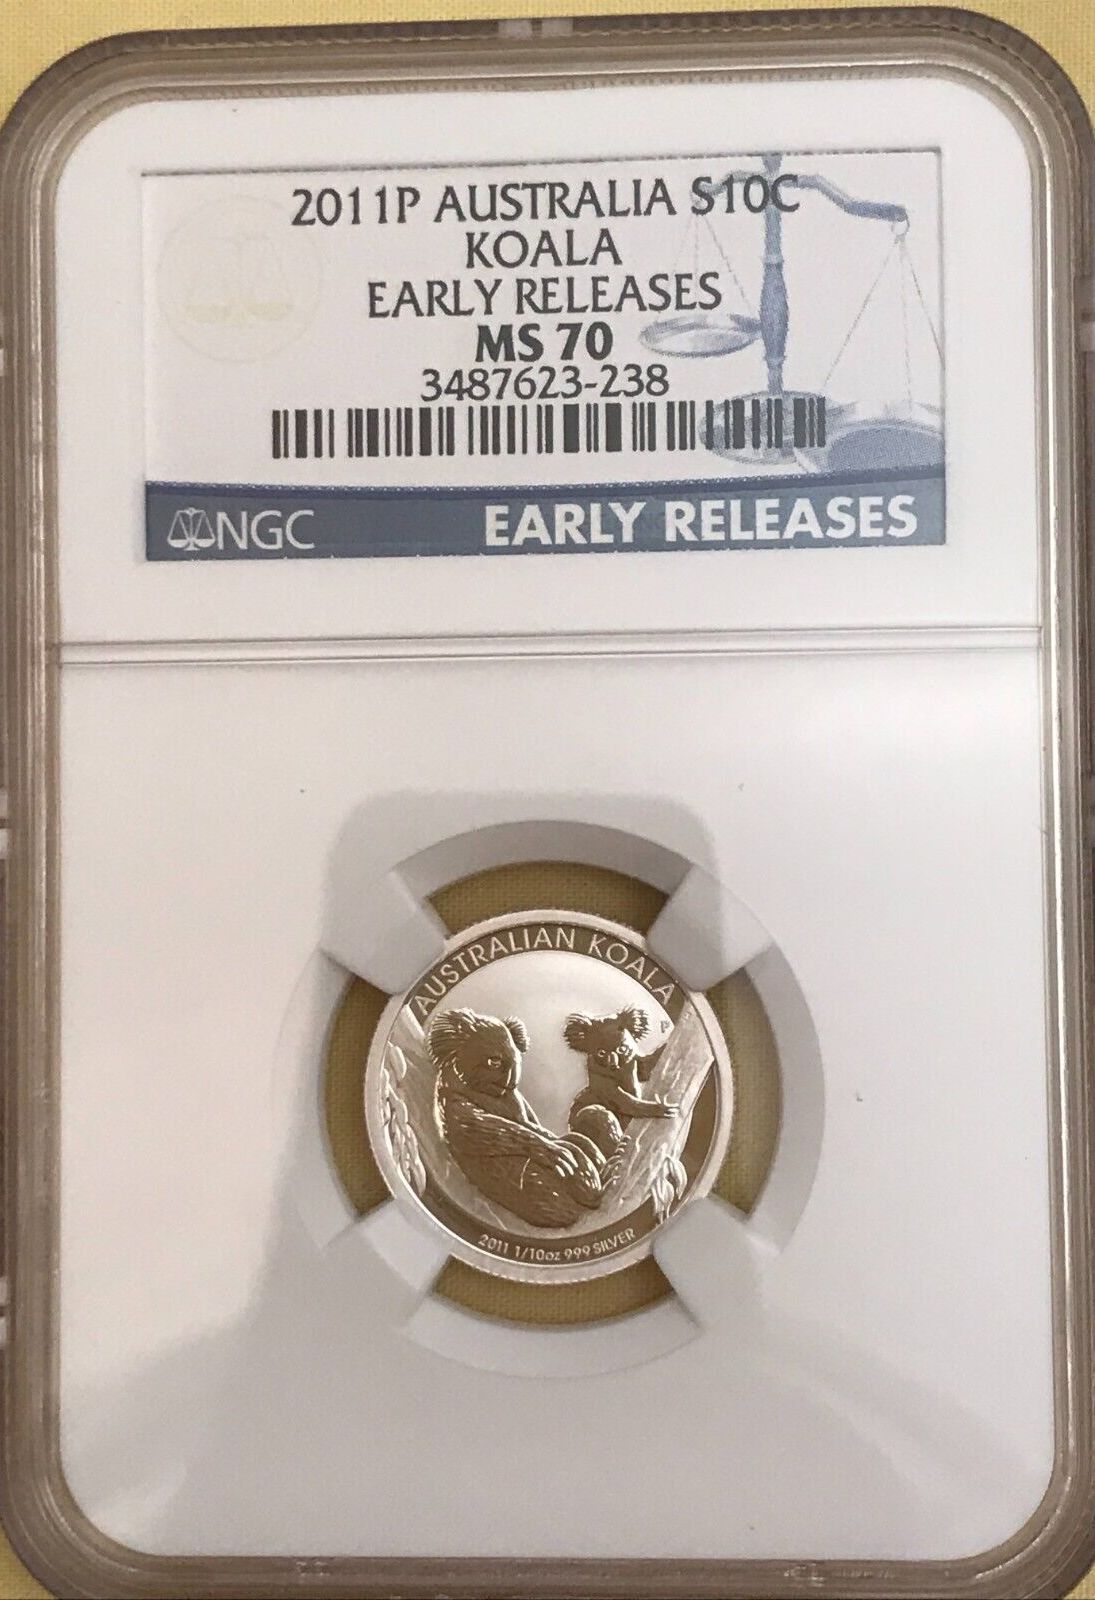 2011P AUSTRALIA S10C
KOALA
EARLY RELEASES
MS 70
3487623-238
NGC EARLY RELEASES
AUSTRALIAN KOALA
P
2011 1/10oz 999 SILVER